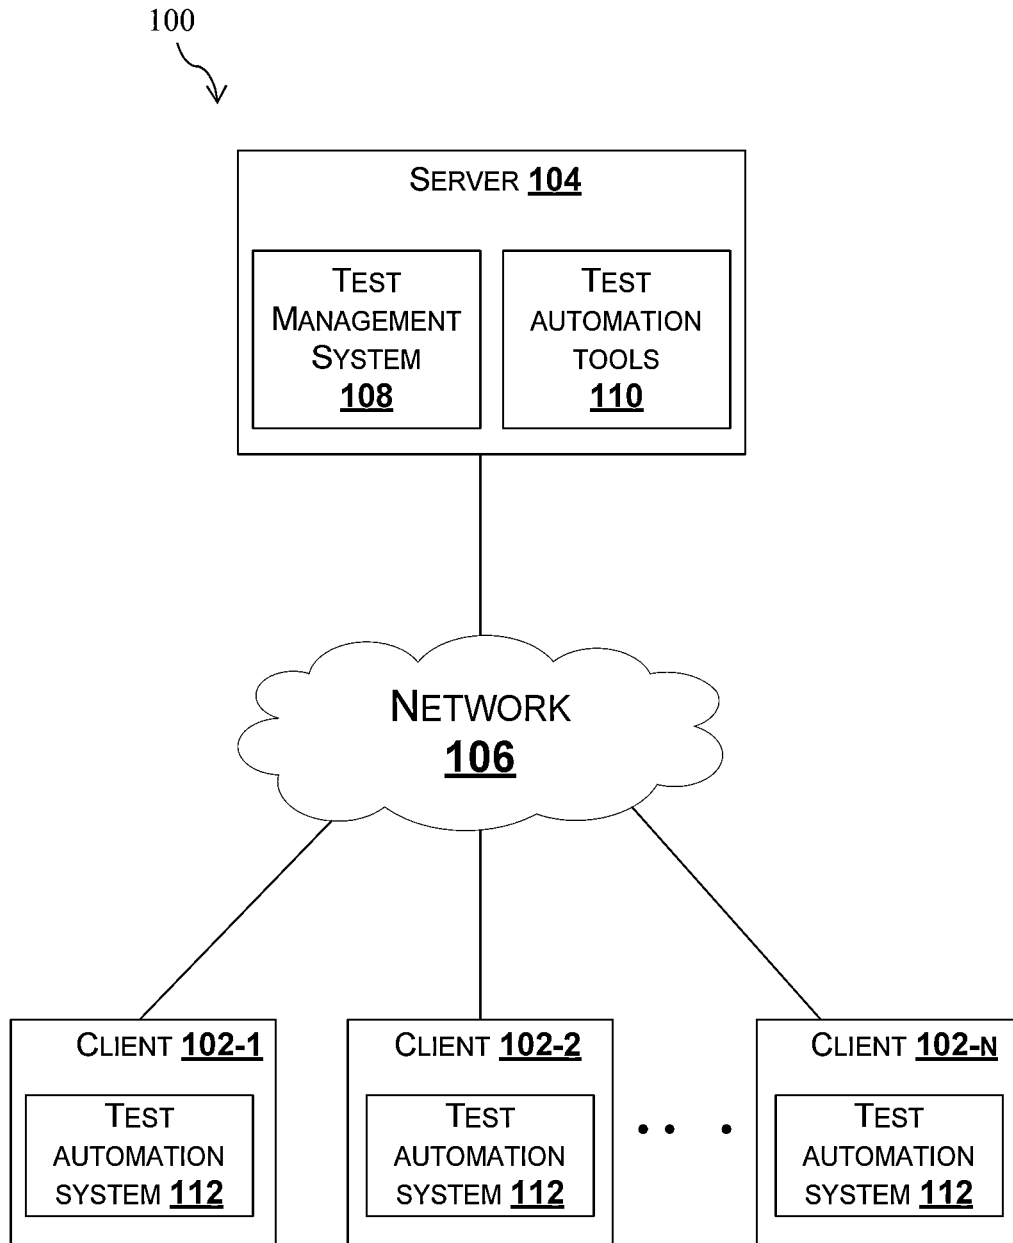 100
SERVER 104
TEST
MANAGEMENT
SYSTEM
108
TEST
AUTOMATION
TOOLS
110
NETWORK
106
CLIENT 102-1
TEST
AUTOMATION
SYSTEM 112
CLIENT 102-2
TEST
AUTOMATION
SYSTEM 112
CLIENT 102-N
TEST
AUTOMATION
SYSTEM 112